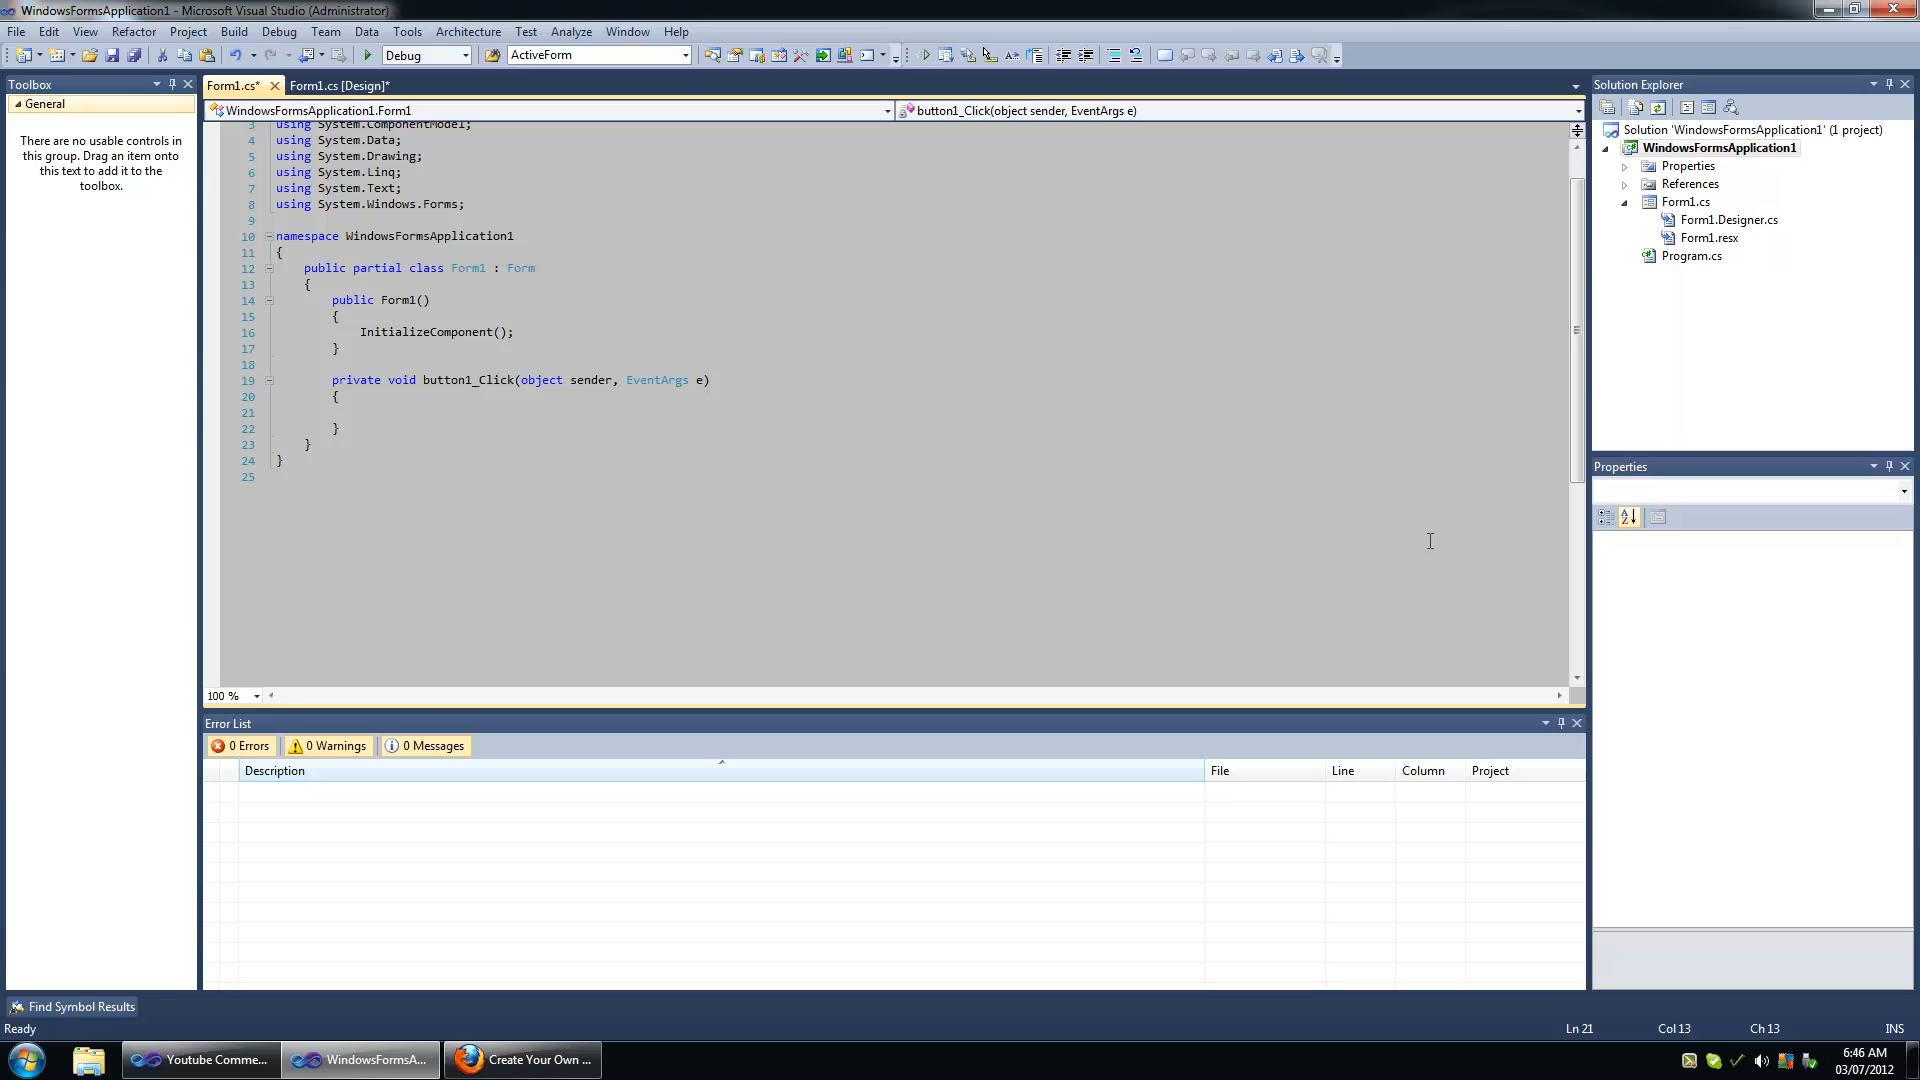 WindowsFormsApplication1 - Microsoft Visual Studio (Administrator)
File Edit View Refactor Project Build Debug Team Data Tools Architecture Test Analyze Window Help
Debug ActiveForm
Toolbox
General
There are no usable controls in
this group. Drag an item onto
this text to add it to the
toolbox.
Form1.cs* Form1.cs [Design]*
WindowsFormsApplication1.Form1 button1_Click(object sender, EventArgs e)
3 using System.ComponentModel;
4 using System.Data;
5 using System.Drawing;
6 using System.Linq;
7 using System.Text;
8 using System.Windows.Forms;
9
10 namespace WindowsFormsApplication1
11 {
12 public partial class Form1 : Form
13 {
14 public Form1()
15 {
16 InitializeComponent();
17 }
18
19 private void button1_Click(object sender, EventArgs e)
20 {
21
22 }
23 }
24 }
25
100 %
Error List
0 Errors 0 Warnings 0 Messages
Description File Line Column Project
Solution Explorer
Solution 'WindowsFormsApplication1' (1 project)
WindowsFormsApplication1
Properties
References
Form1.cs
Form1.Designer.cs
Form1.resx
Program.cs
Properties
Find Symbol Results
Ready Ln 21 Col 13 Ch 13 INS
Youtube Comme... WindowsFormsA... Create Your Own ...
6:46 AM
03/07/2012